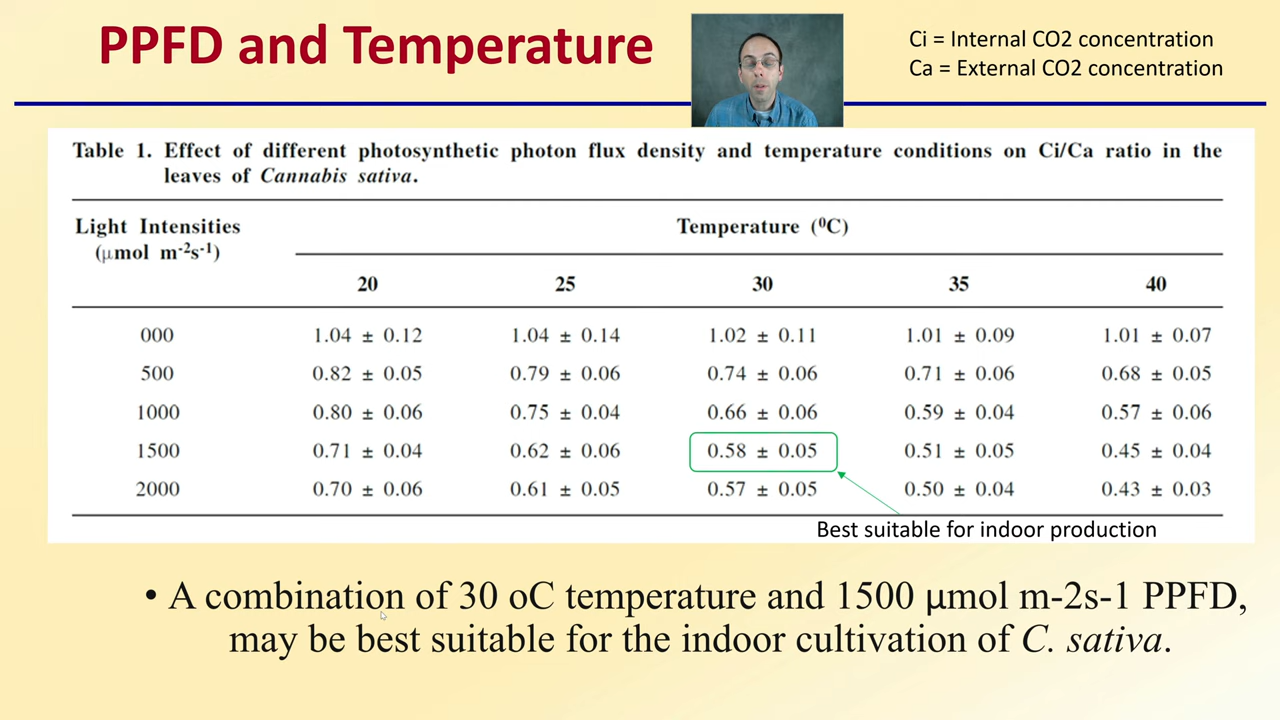 PPFD and Temperature
Ci = Internal CO2 concentration
Ca = External CO2 concentration
Table 1. Effect of different photosynthetic photon flux density and temperature conditions on Ci/Ca ratio in the
leaves of Cannabis sativa.
Light Intensities Temperature (⁰C)
(µmol m⁻²s⁻¹)
20 25 30 35 40
000 1.04 ± 0.12 1.04 ± 0.14 1.02 ± 0.11 1.01 ± 0.09 1.01 ± 0.07
500 0.82 ± 0.05 0.79 ± 0.06 0.74 ± 0.06 0.71 ± 0.06 0.68 ± 0.05
1000 0.80 ± 0.06 0.75 ± 0.04 0.66 ± 0.06 0.59 ± 0.04 0.57 ± 0.06
1500 0.71 ± 0.04 0.62 ± 0.06 0.58 ± 0.05 0.51 ± 0.05 0.45 ± 0.04
2000 0.70 ± 0.06 0.61 ± 0.05 0.57 ± 0.05 0.50 ± 0.04 0.43 ± 0.03
Best suitable for indoor production
• A combination of 30 oC temperature and 1500 µmol m-2s-1 PPFD,
may be best suitable for the indoor cultivation of C. sativa.